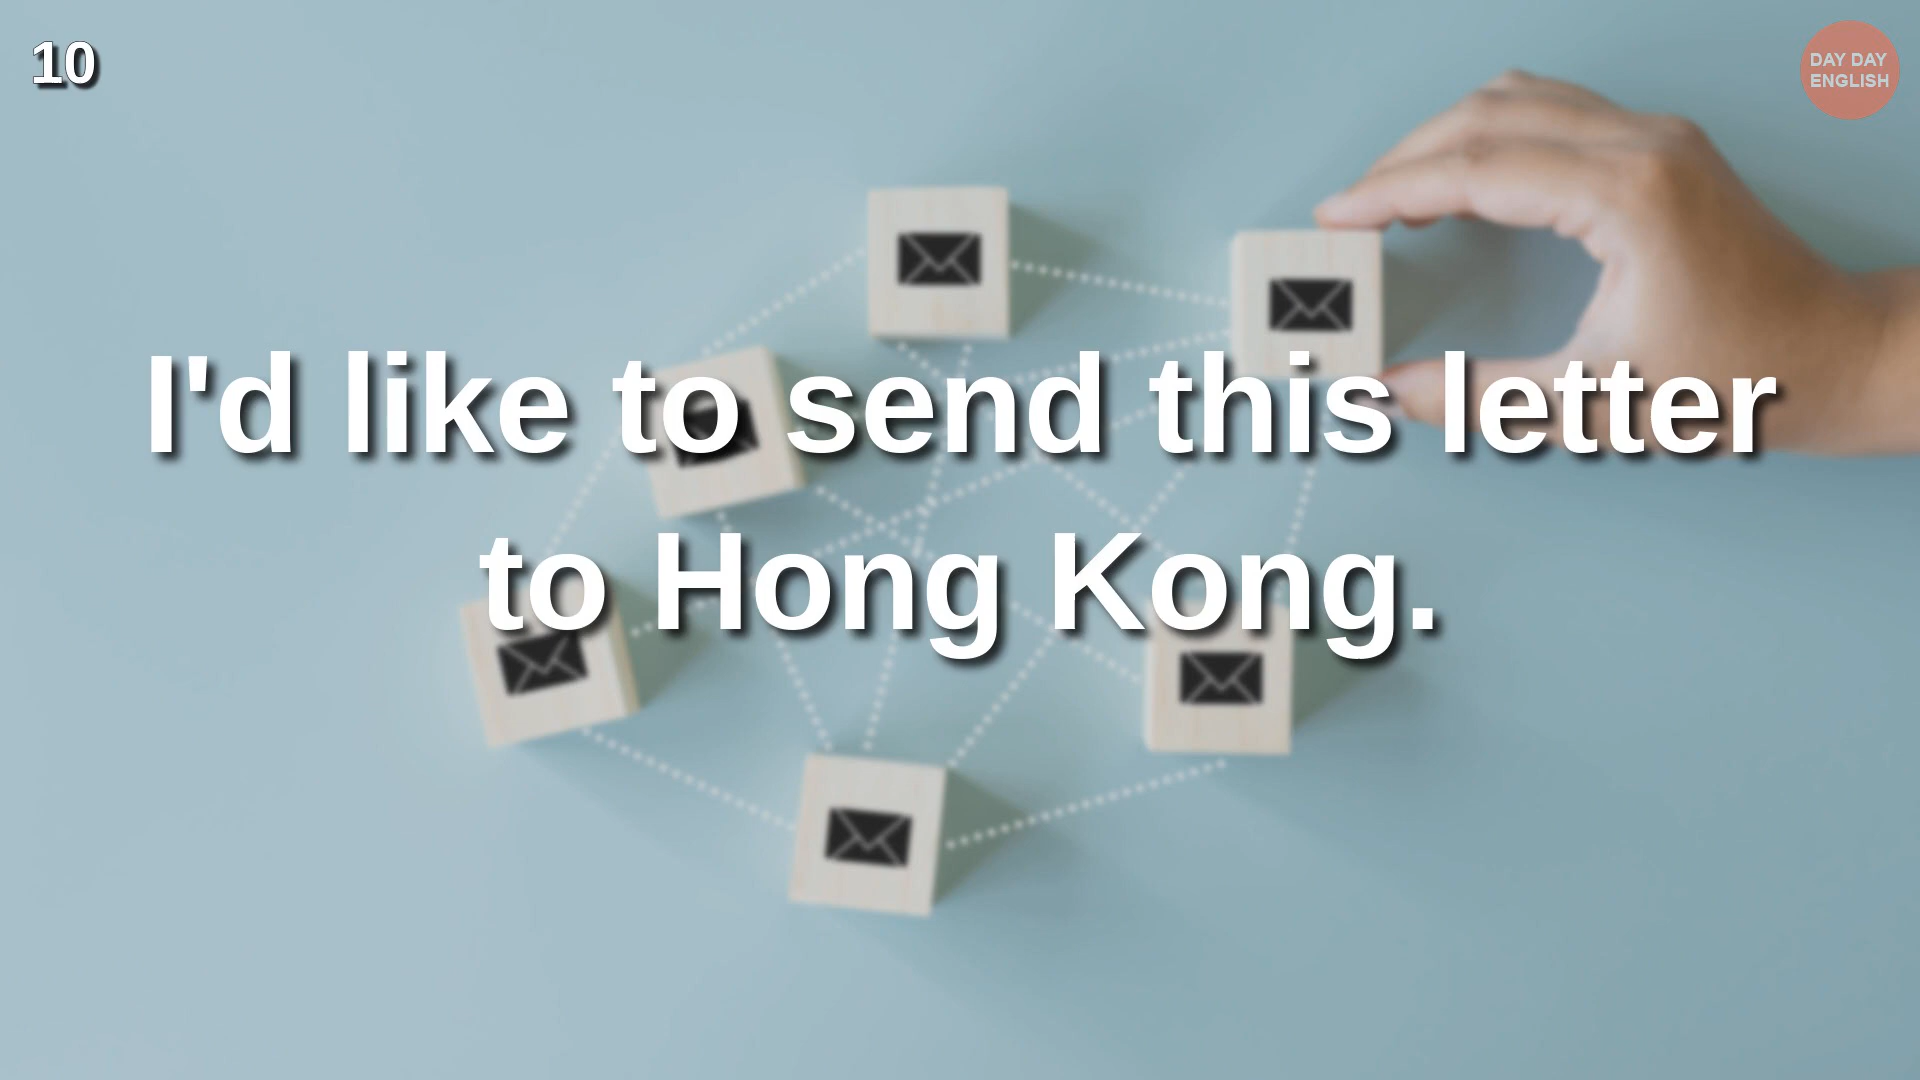 10
DAY DAY
ENGLISH
I'd like to send this letter
to Hong Kong.